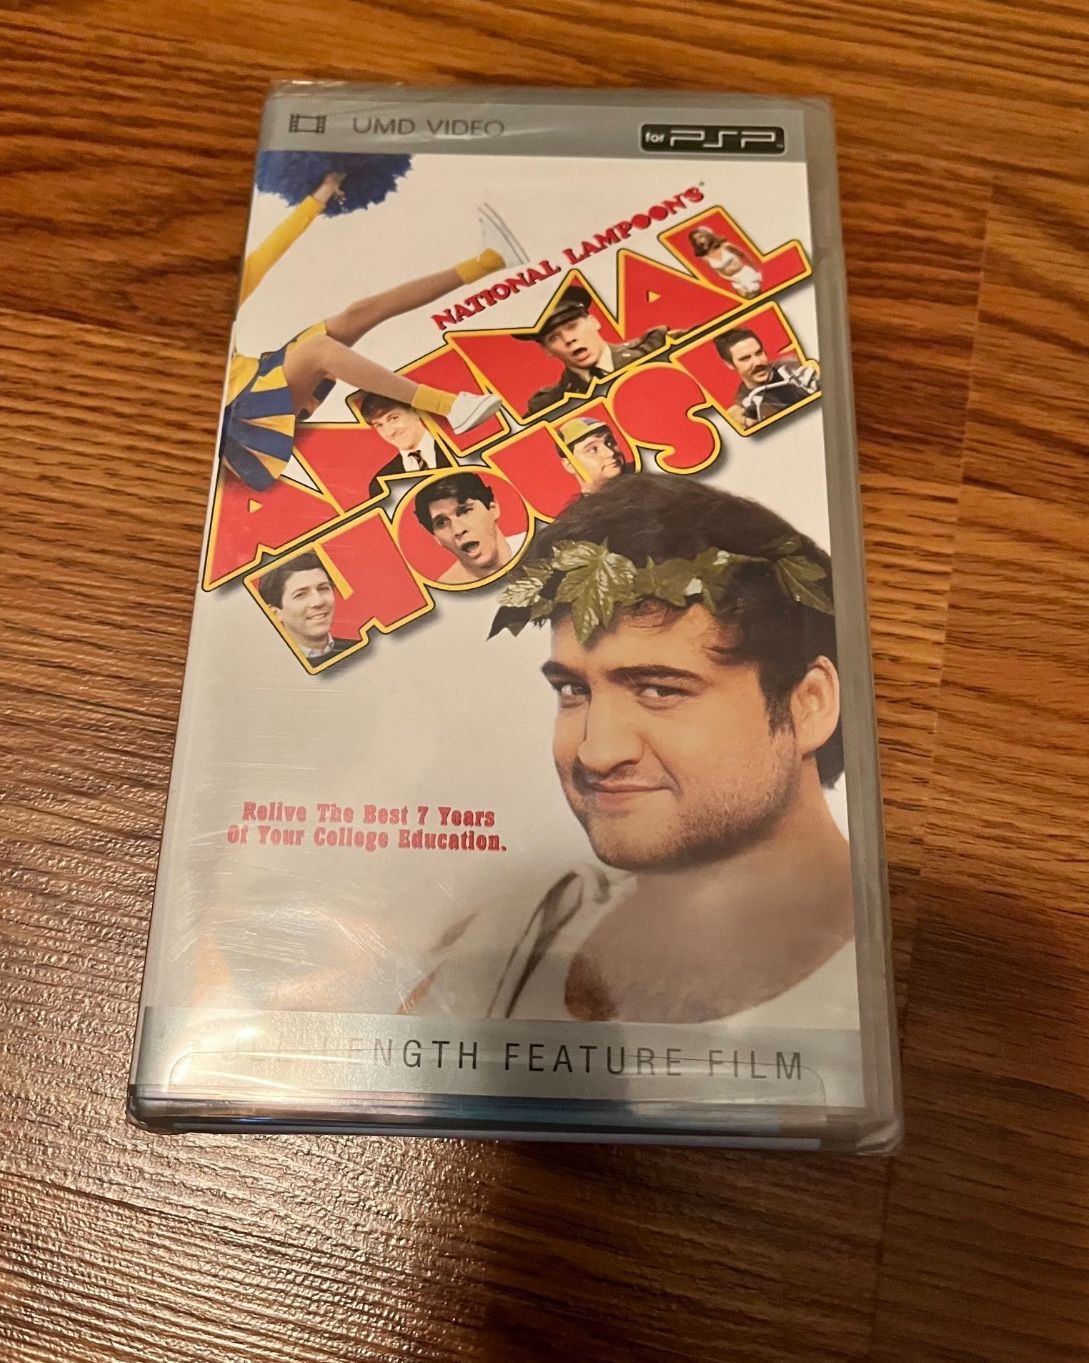 UMD VIDEO
for PSP
NATIONAL LAMPOON'S
ANIMAL
HOUSE
Relive The Best 7 Years
Of Your College Education.
LENGTH FEATURE FILM